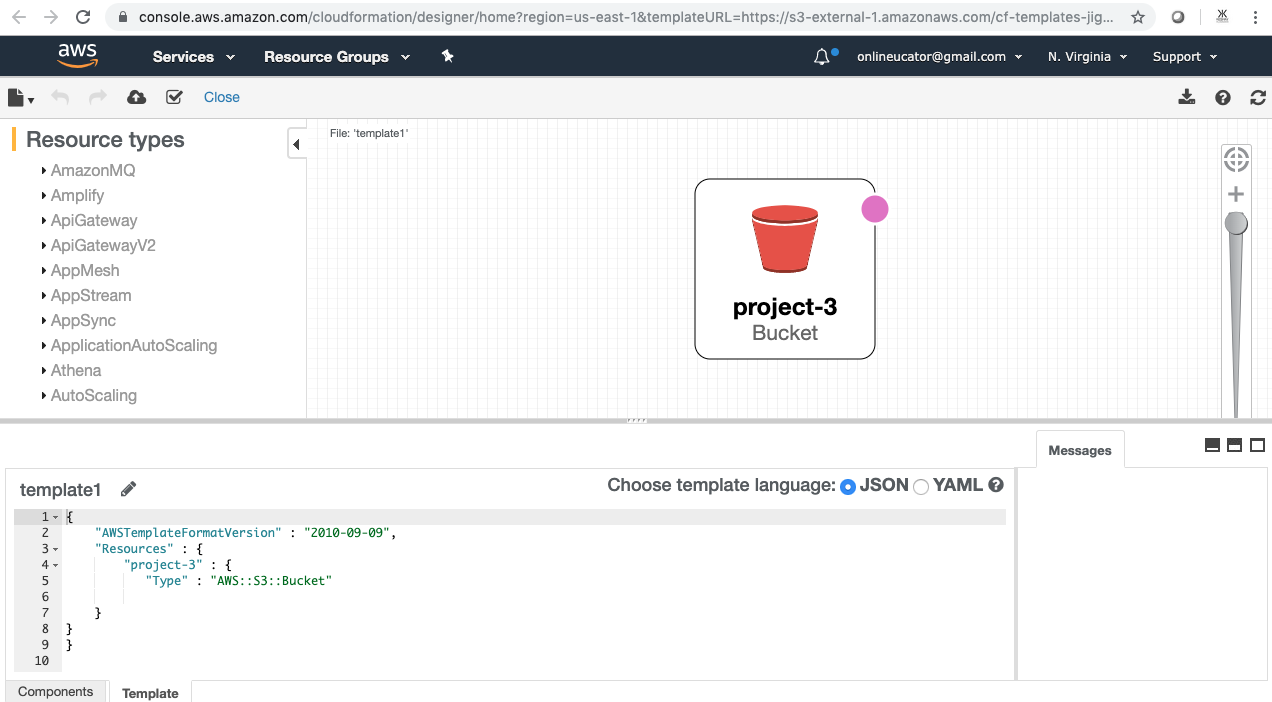 console.aws.amazon.com/cloudformation/designer/home?region=us-east-1&templateURL=https://s3-external-1.amazonaws.com/cf-templates-jig...
aws Services Resource Groups onlineucator@gmail.com N. Virginia Support
Close
Resource types
AmazonMQ
Amplify
ApiGateway
ApiGatewayV2
AppMesh
AppStream
AppSync
ApplicationAutoScaling
Athena
AutoScaling
File: 'template1'
project-3
Bucket
Messages
template1
Choose template language: JSON YAML
1 {
2 "AWSTemplateFormatVersion" : "2010-09-09",
3 "Resources" : {
4 "project-3" : {
5 "Type" : "AWS::S3::Bucket"
6
7 }
8 }
9 }
10
Components Template